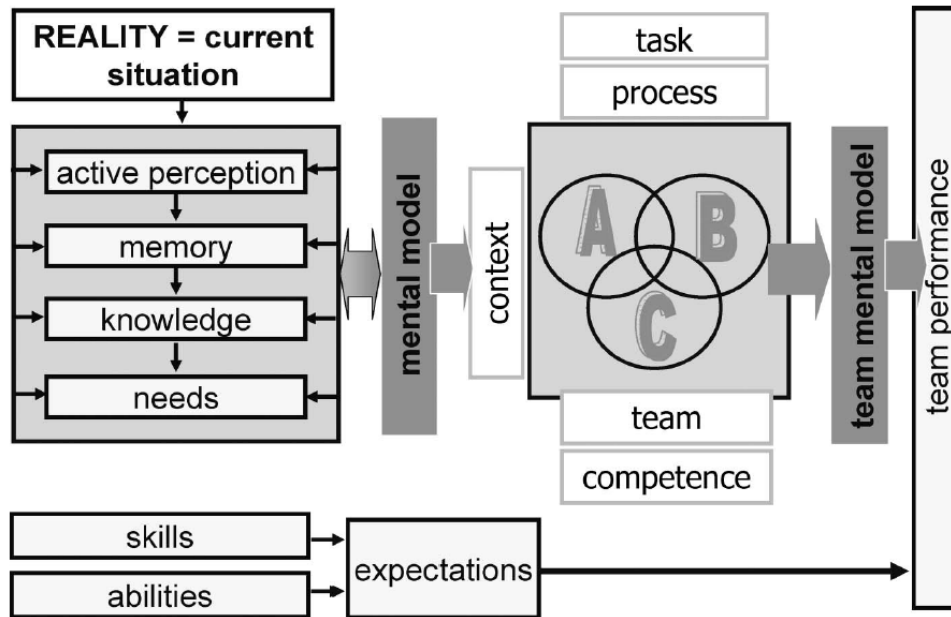 REALITY = current
situation
active perception
memory
knowledge
needs
mental model
context
task
process
A
B
C
team
competence
team mental model
team performance
skills
abilities
expectations